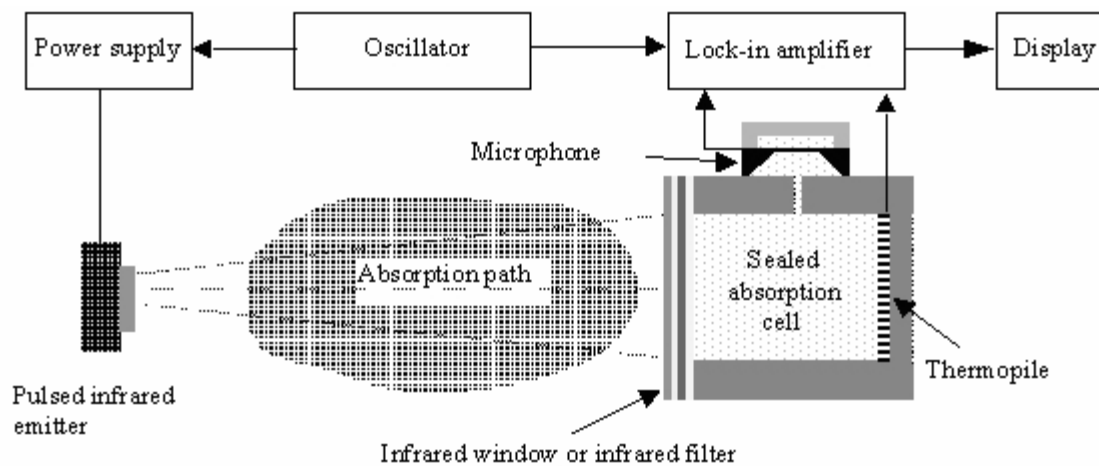 Power supply
Oscillator
Lock-in amplifier
Display
Microphone
Absorption path
Sealed
absorption
cell
Thermopile
Pulsed infrared
emitter
Infrared window or infrared filter